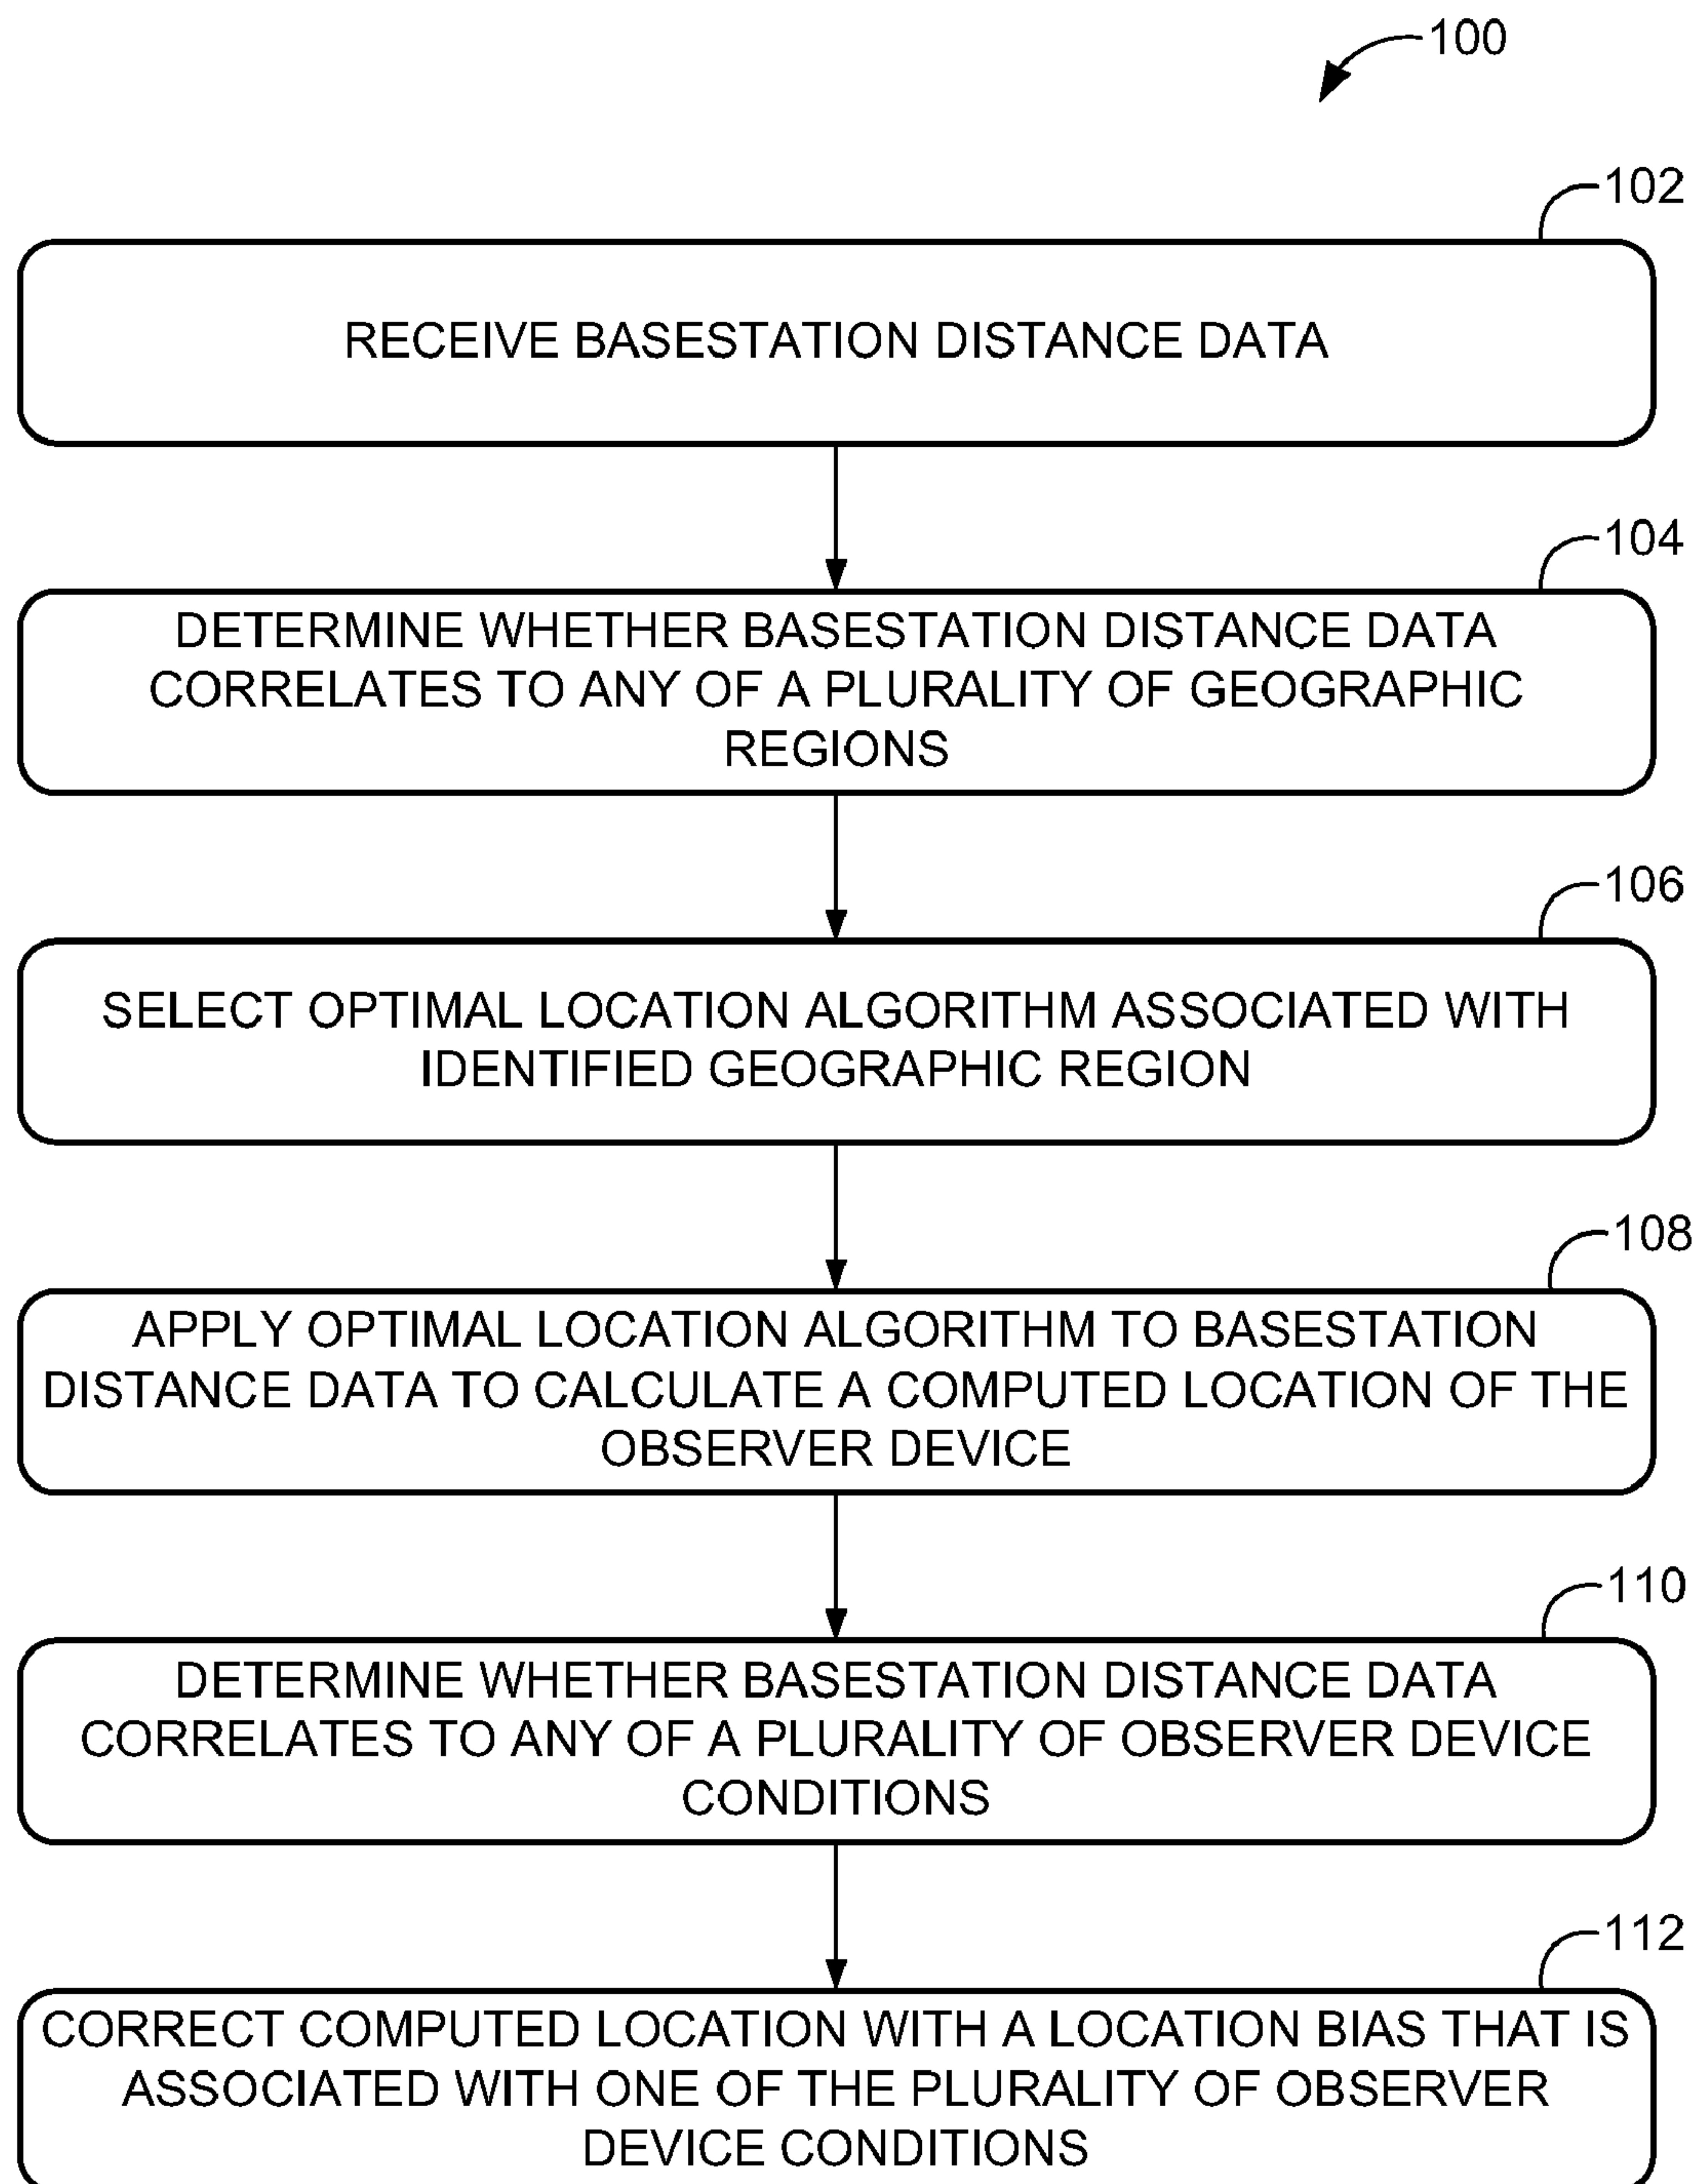 100
102
RECEIVE BASESTATION DISTANCE DATA
104
DETERMINE WHETHER BASESTATION DISTANCE DATA
CORRELATES TO ANY OF A PLURALITY OF GEOGRAPHIC
REGIONS
106
SELECT OPTIMAL LOCATION ALGORITHM ASSOCIATED WITH
IDENTIFIED GEOGRAPHIC REGION
108
APPLY OPTIMAL LOCATION ALGORITHM TO BASESTATION
DISTANCE DATA TO CALCULATE A COMPUTED LOCATION OF THE
OBSERVER DEVICE
110
DETERMINE WHETHER BASESTATION DISTANCE DATA
CORRELATES TO ANY OF A PLURALITY OF OBSERVER DEVICE
CONDITIONS
112
CORRECT COMPUTED LOCATION WITH A LOCATION BIAS THAT IS
ASSOCIATED WITH ONE OF THE PLURALITY OF OBSERVER
DEVICE CONDITIONS